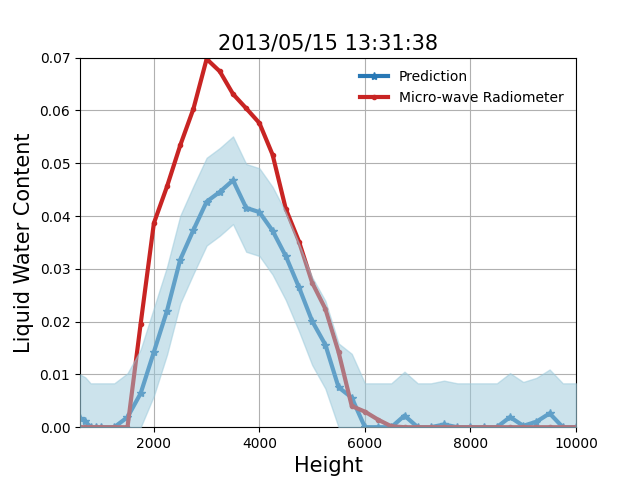 2013/05/15 13:31:38
Prediction
Micro-wave Radiometer
Liquid Water Content
0.07
0.06
0.05
0.04
0.03
0.02
0.01
0.00
2000 4000 6000 8000 10000
Height